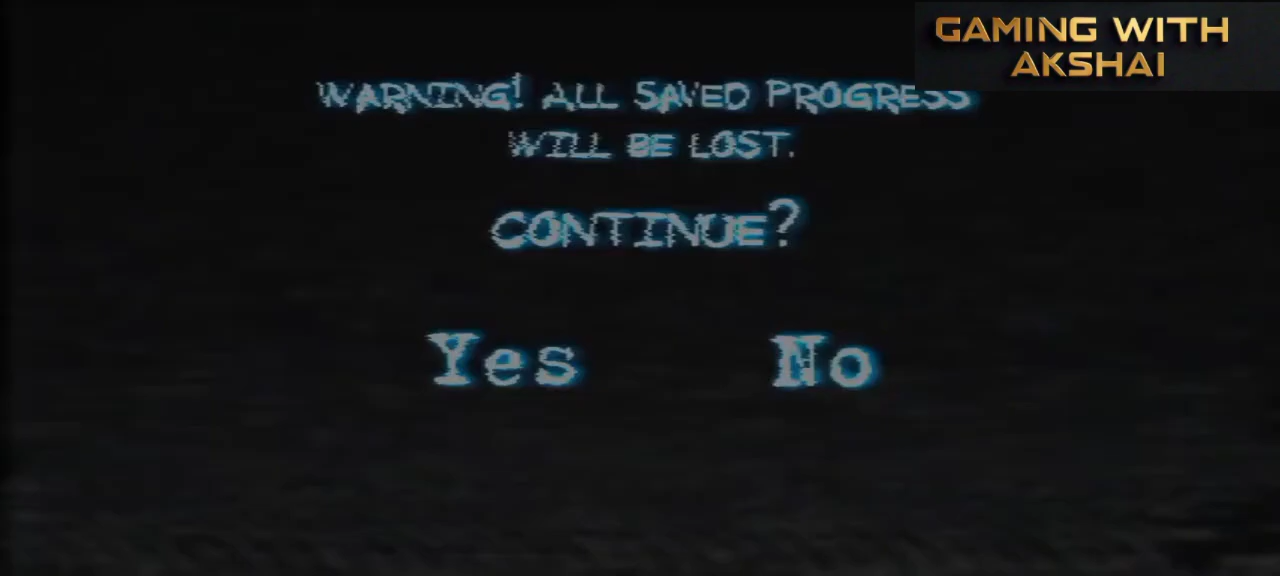 GAMING WITH
AKSHAI
WARNING! ALL SAVED PROGRESS
WILL BE LOST.
CONTINUE?
Yes No